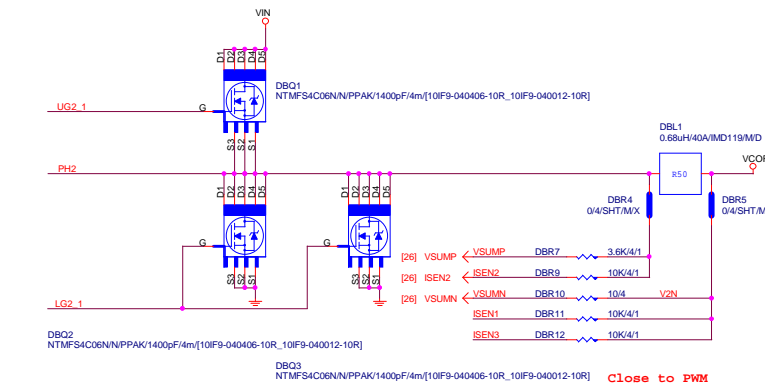 VIN
D1 D2 D3 D4 D5
DBQ1
NTMFS4C06N/N/PPAK/1400pF/4m/[10IF9-040406-10R_10IF9-040012-10R]
UG2_1
G
S3 S2 S1
DBL1
0.68uH/40A/IMD119/M/D
PH2
R50
D1 D2 D3 D4 D5
D1 D2 D3 D4 D5
DBR4
0/4/SHT/M/X
DBR5
0/4/SHT/M
G
G
[26] VSUMP
VSUMP
DBR7
3.6K/4/1
[26] ISEN2
DBR9
10K/4/1
S3 S2 S1
S3 S2 S1
[26] VSUMN
VSUMN
DBR10
10/4
V2N
LG2_1
ISEN1
DBR11
10K/4/1
DBQ2
NTMFS4C06N/N/PPAK/1400pF/4m/[10IF9-040406-10R_10IF9-040012-10R]
ISEN3
DBR12
10K/4/1
DBQ3
NTMFS4C06N/N/PPAK/1400pF/4m/[10IF9-040406-10R_10IF9-040012-10R]
Close to PWM